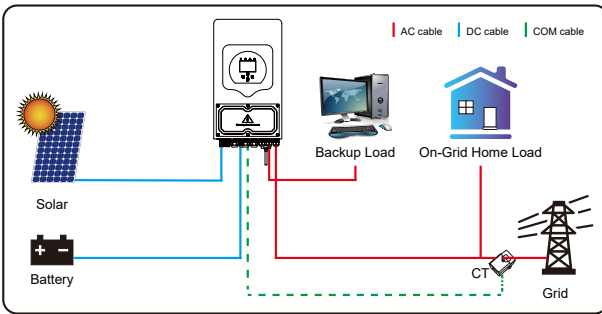 AC cable
DC cable
COM cable
Backup Load
On-Grid Home Load
Solar
Battery
CT
Grid